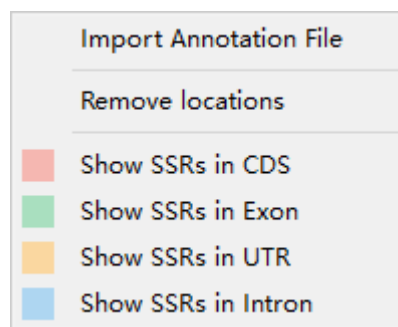 Import Annotation File
Remove locations
Show SSRs in CDS
Show SSRs in Exon
Show SSRs in UTR
Show SSRs in Intron